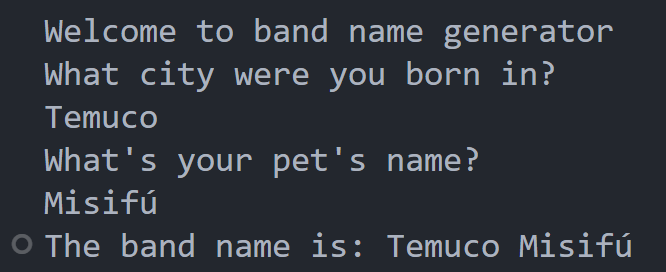 Welcome to band name generator
What city were you born in?
Temuco
What's your pet's name?
Misifú
The band name is: Temuco Misifú